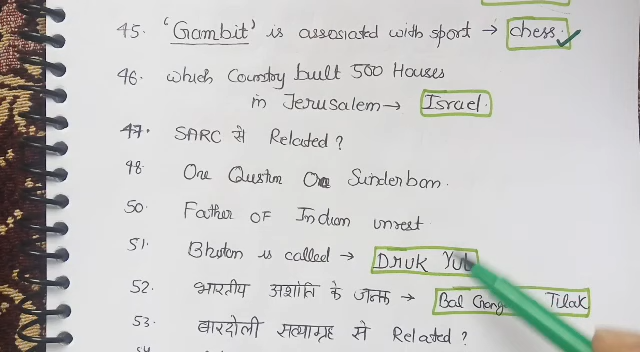 45. 'Gambit' is assosiated with sport → chess.
46. which Country built 500 Houses
in Jerusalem → Israel.
47. SARC से Related?
48. One Questun On Sunderban.
50. Father OF Indian unrest
51. Bhutan is called → Druk Yul
52. भारतीय अशांति के जनक → Bal Tilak
53. बारदोली सत्याग्रह से Related?